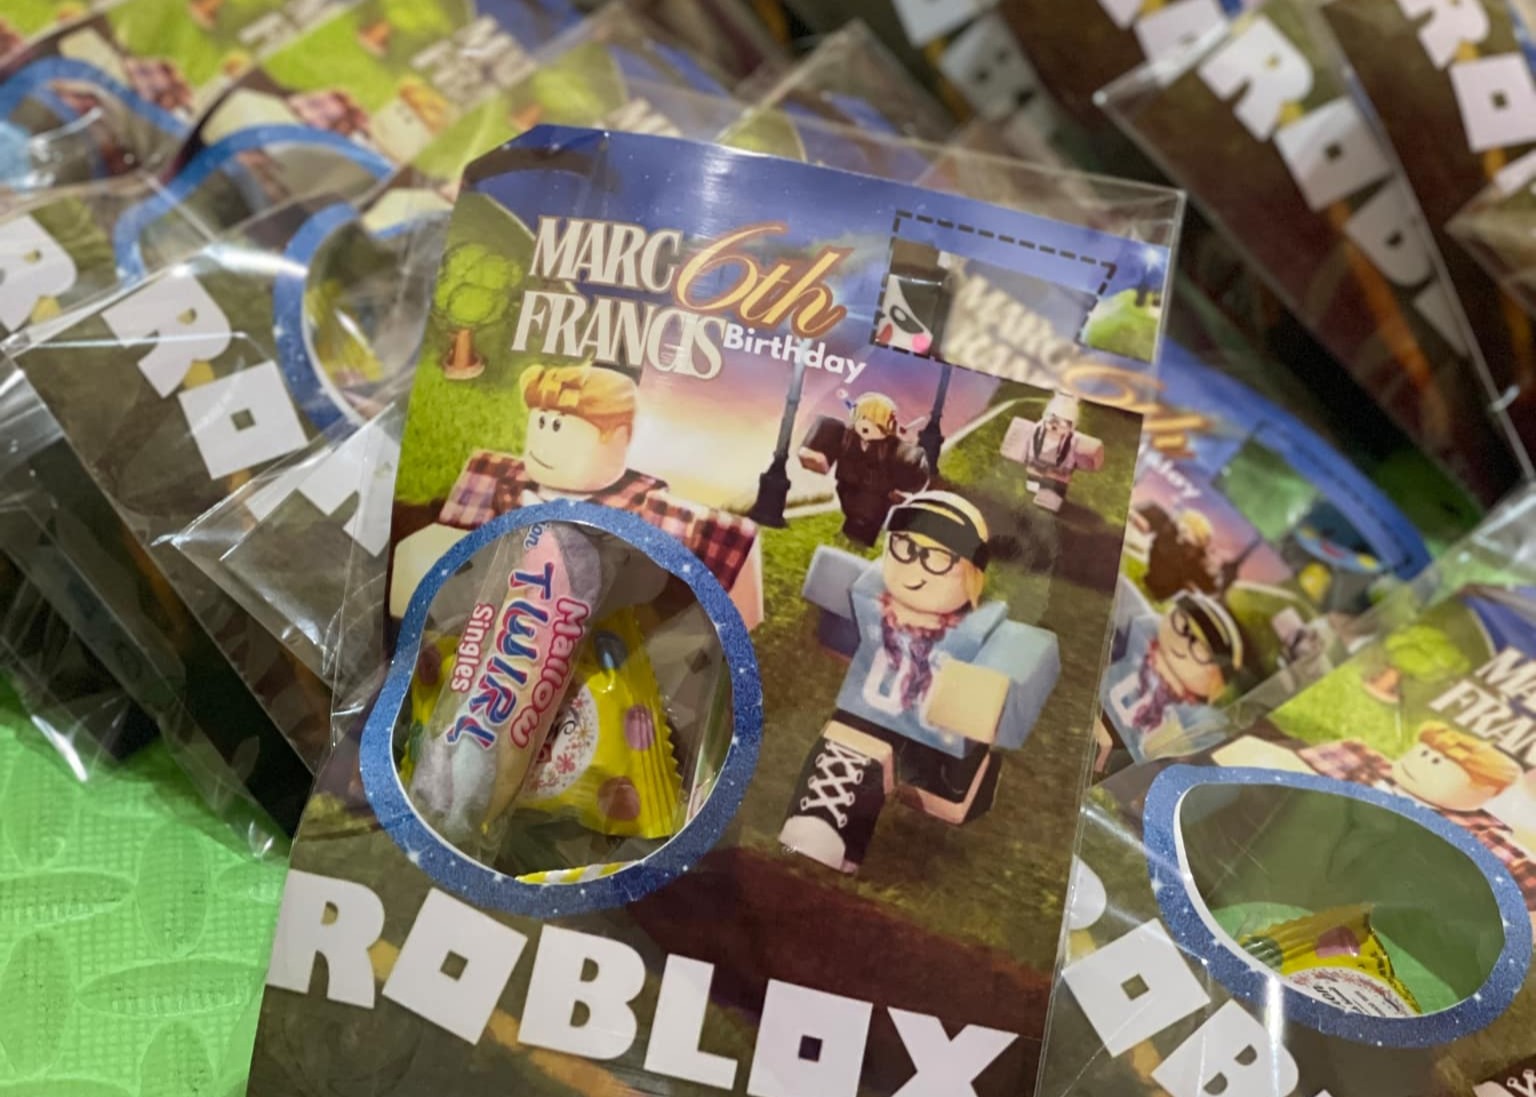 MARC 6th
FRANCIS Birthday
Mallow
TWIRL
Singles
ROBLOX